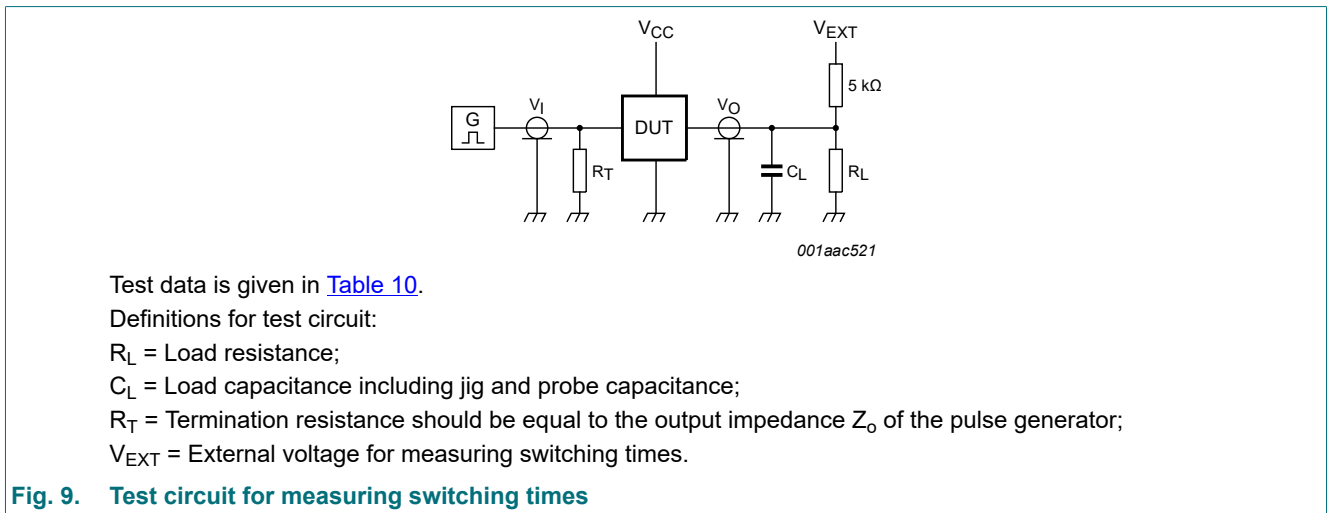 VCC
VEXT
5 kΩ
G
VI
DUT
VO
RT
CL
RL
001aac521
Test data is given in Table 10.
Definitions for test circuit:
RL = Load resistance;
CL = Load capacitance including jig and probe capacitance;
RT = Termination resistance should be equal to the output impedance Zo of the pulse generator;
VEXT = External voltage for measuring switching times.
Fig. 9. Test circuit for measuring switching times